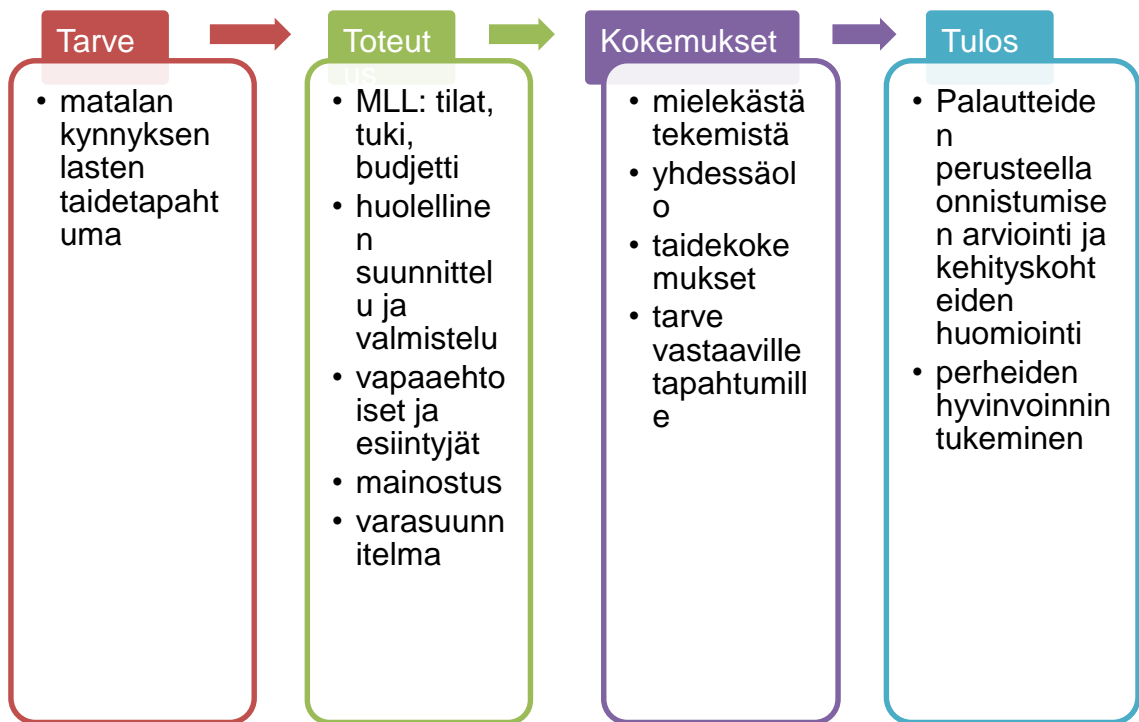 Tarve
• matalan
kynnyksen
lasten
taidetapaht
uma
Toteut
us
• MLL: tilat,
tuki,
budjetti
• huolelline
n
suunnittel
u ja
valmistelu
• vapaaehto
iset ja
esiintyjät
• mainostus
• varasuunn
itelma
Kokemukset
• mielekästä
tekemistä
• yhdessäol
o
• taidekoke
mukset
• tarve
vastaaville
tapahtumill
e
Tulos
• Palautteide
n
perusteella
onnistumise
n arviointi ja
kehityskoht
eiden
huomiointi
• perheiden
hyvinvoinnin
tukeminen